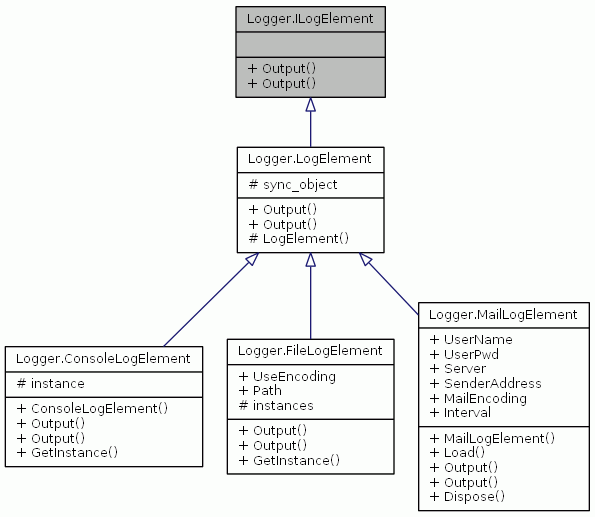 Logger.ILogElement
+ Output()
+ Output()
Logger.LogElement
# sync_object
+ Output()
+ Output()
# LogElement()
Logger.ConsoleLogElement
# instance
+ ConsoleLogElement()
+ Output()
+ Output()
+ GetInstance()
Logger.FileLogElement
+ UseEncoding
+ Path
# instances
+ Output()
+ Output()
+ GetInstance()
Logger.MailLogElement
+ UserName
+ UserPwd
+ Server
+ SenderAddress
+ MailEncoding
+ Interval
+ MailLogElement()
+ Load()
+ Output()
+ Output()
+ Dispose()